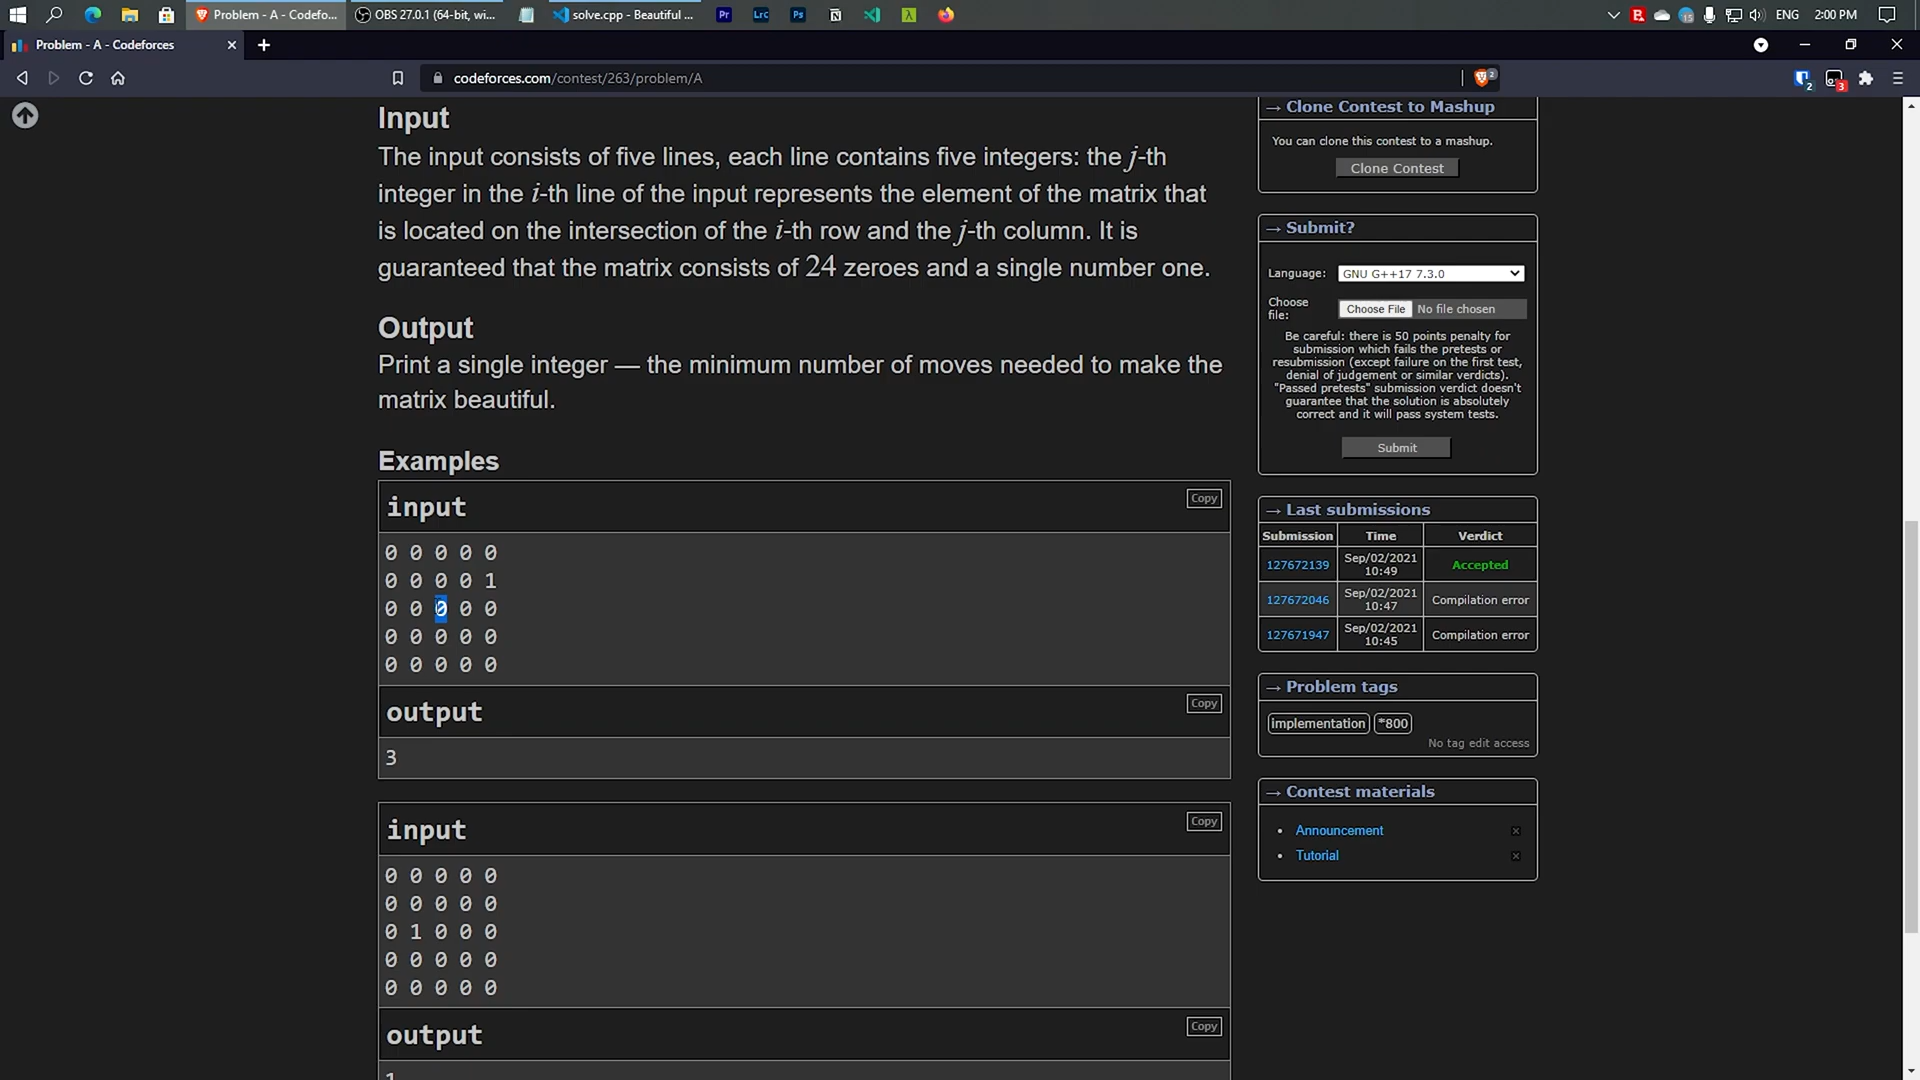 Problem - A - Codefo...
OBS 27.0.1 (64-bit, wi...
solve.cpp - Beautiful ...
Pr
Lrc
Ps
ENG
2:00 PM
Problem - A - Codeforces
codeforces.com/contest/263/problem/A
2
2
3
Input
The input consists of five lines, each line contains five integers: the j-th
integer in the i-th line of the input represents the element of the matrix that
is located on the intersection of the i-th row and the j-th column. It is
guaranteed that the matrix consists of 24 zeroes and a single number one.
Output
Print a single integer — the minimum number of moves needed to make the
matrix beautiful.
Examples
input
Copy
0 0 0 0 0
0 0 0 0 1
0 0 0 0 0
0 0 0 0 0
0 0 0 0 0
output
Copy
3
input
Copy
0 0 0 0 0
0 0 0 0 0
0 1 0 0 0
0 0 0 0 0
0 0 0 0 0
output
Copy
1
→ Clone Contest to Mashup
You can clone this contest to a mashup.
Clone Contest
→ Submit?
Language: GNU G++17 7.3.0
Choose file: Choose File No file chosen
Be careful: there is 50 points penalty for
submission which fails the pretests or
resubmission (except failure on the first test,
denial of judgement or similar verdicts).
"Passed pretests" submission verdict doesn't
guarantee that the solution is absolutely
correct and it will pass system tests.
Submit
→ Last submissions
Submission Time Verdict
127672139 Sep/02/2021 10:49 Accepted
127672046 Sep/02/2021 10:47 Compilation error
127671947 Sep/02/2021 10:45 Compilation error
→ Problem tags
implementation *800
No tag edit access
→ Contest materials
Announcement
Tutorial